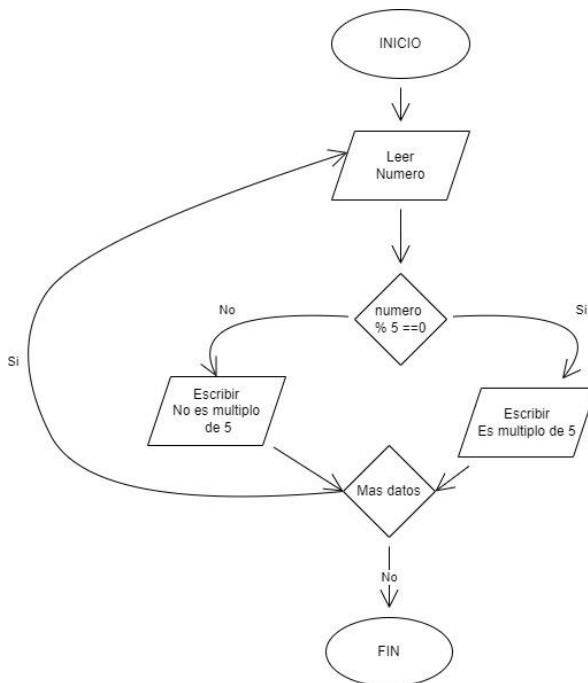 INICIO
Leer
Numero
numero
% 5 ==0
No
Si
Escribir
No es multiplo
de 5
Escribir
Es multiplo de 5
Si
Mas datos
No
FIN